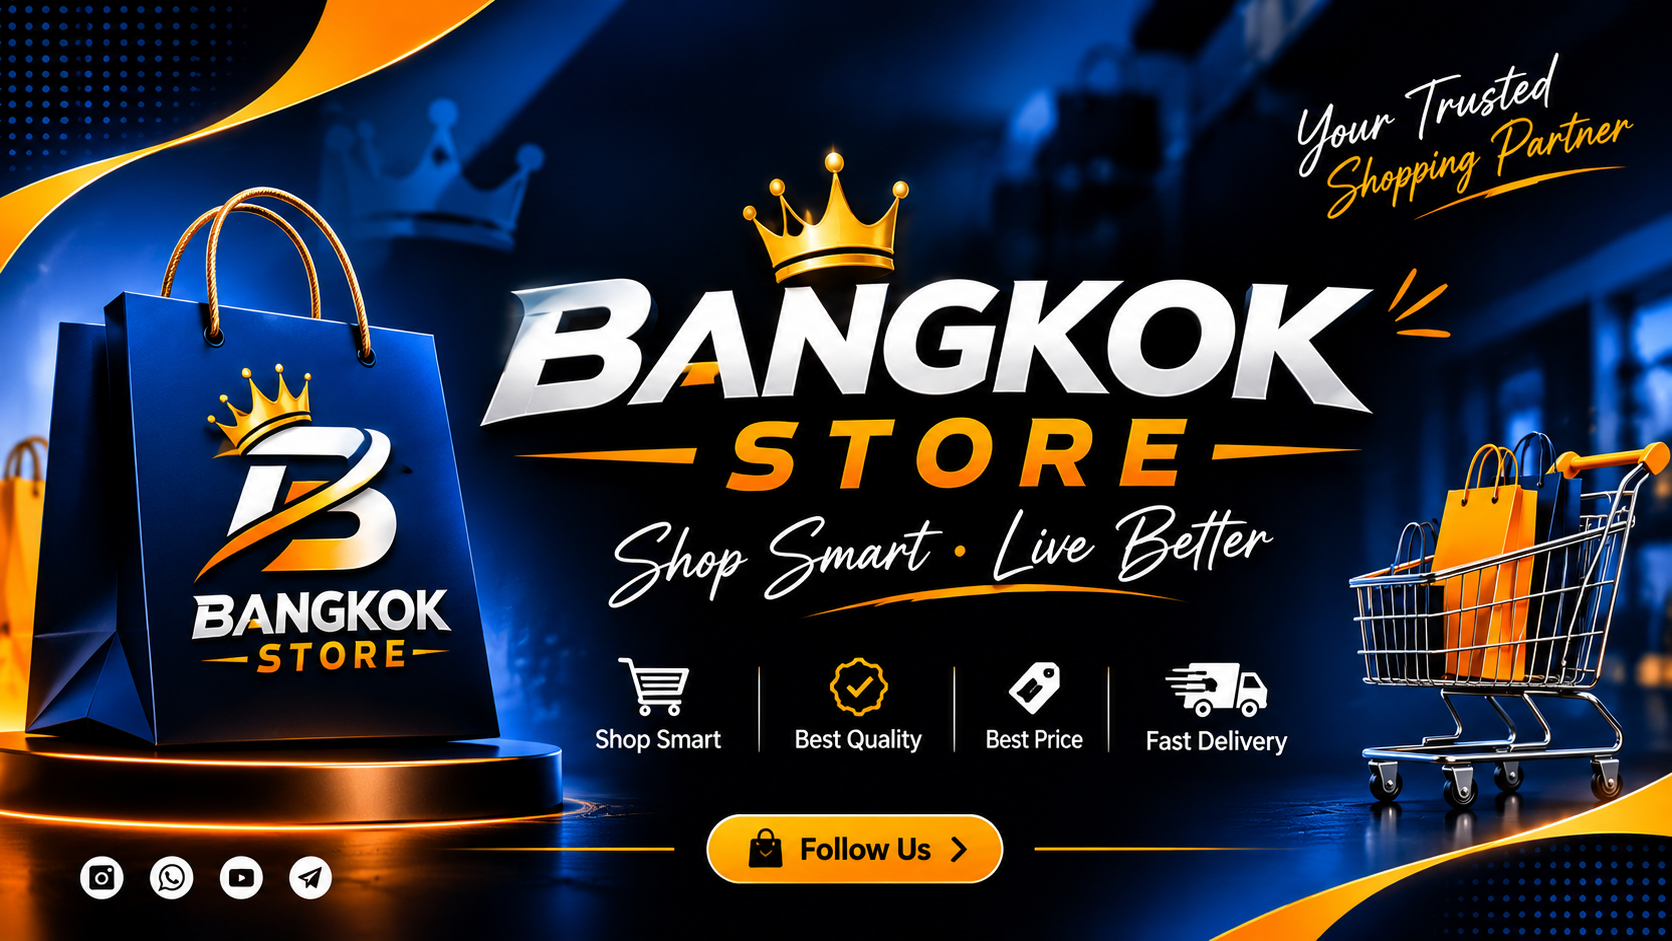 Your Trusted
Shopping Partner
BANGKOK
STORE
Shop Smart • Live Better
B
BANGKOK
STORE
Shop Smart
Best Quality
Best Price
Fast Delivery
Follow Us